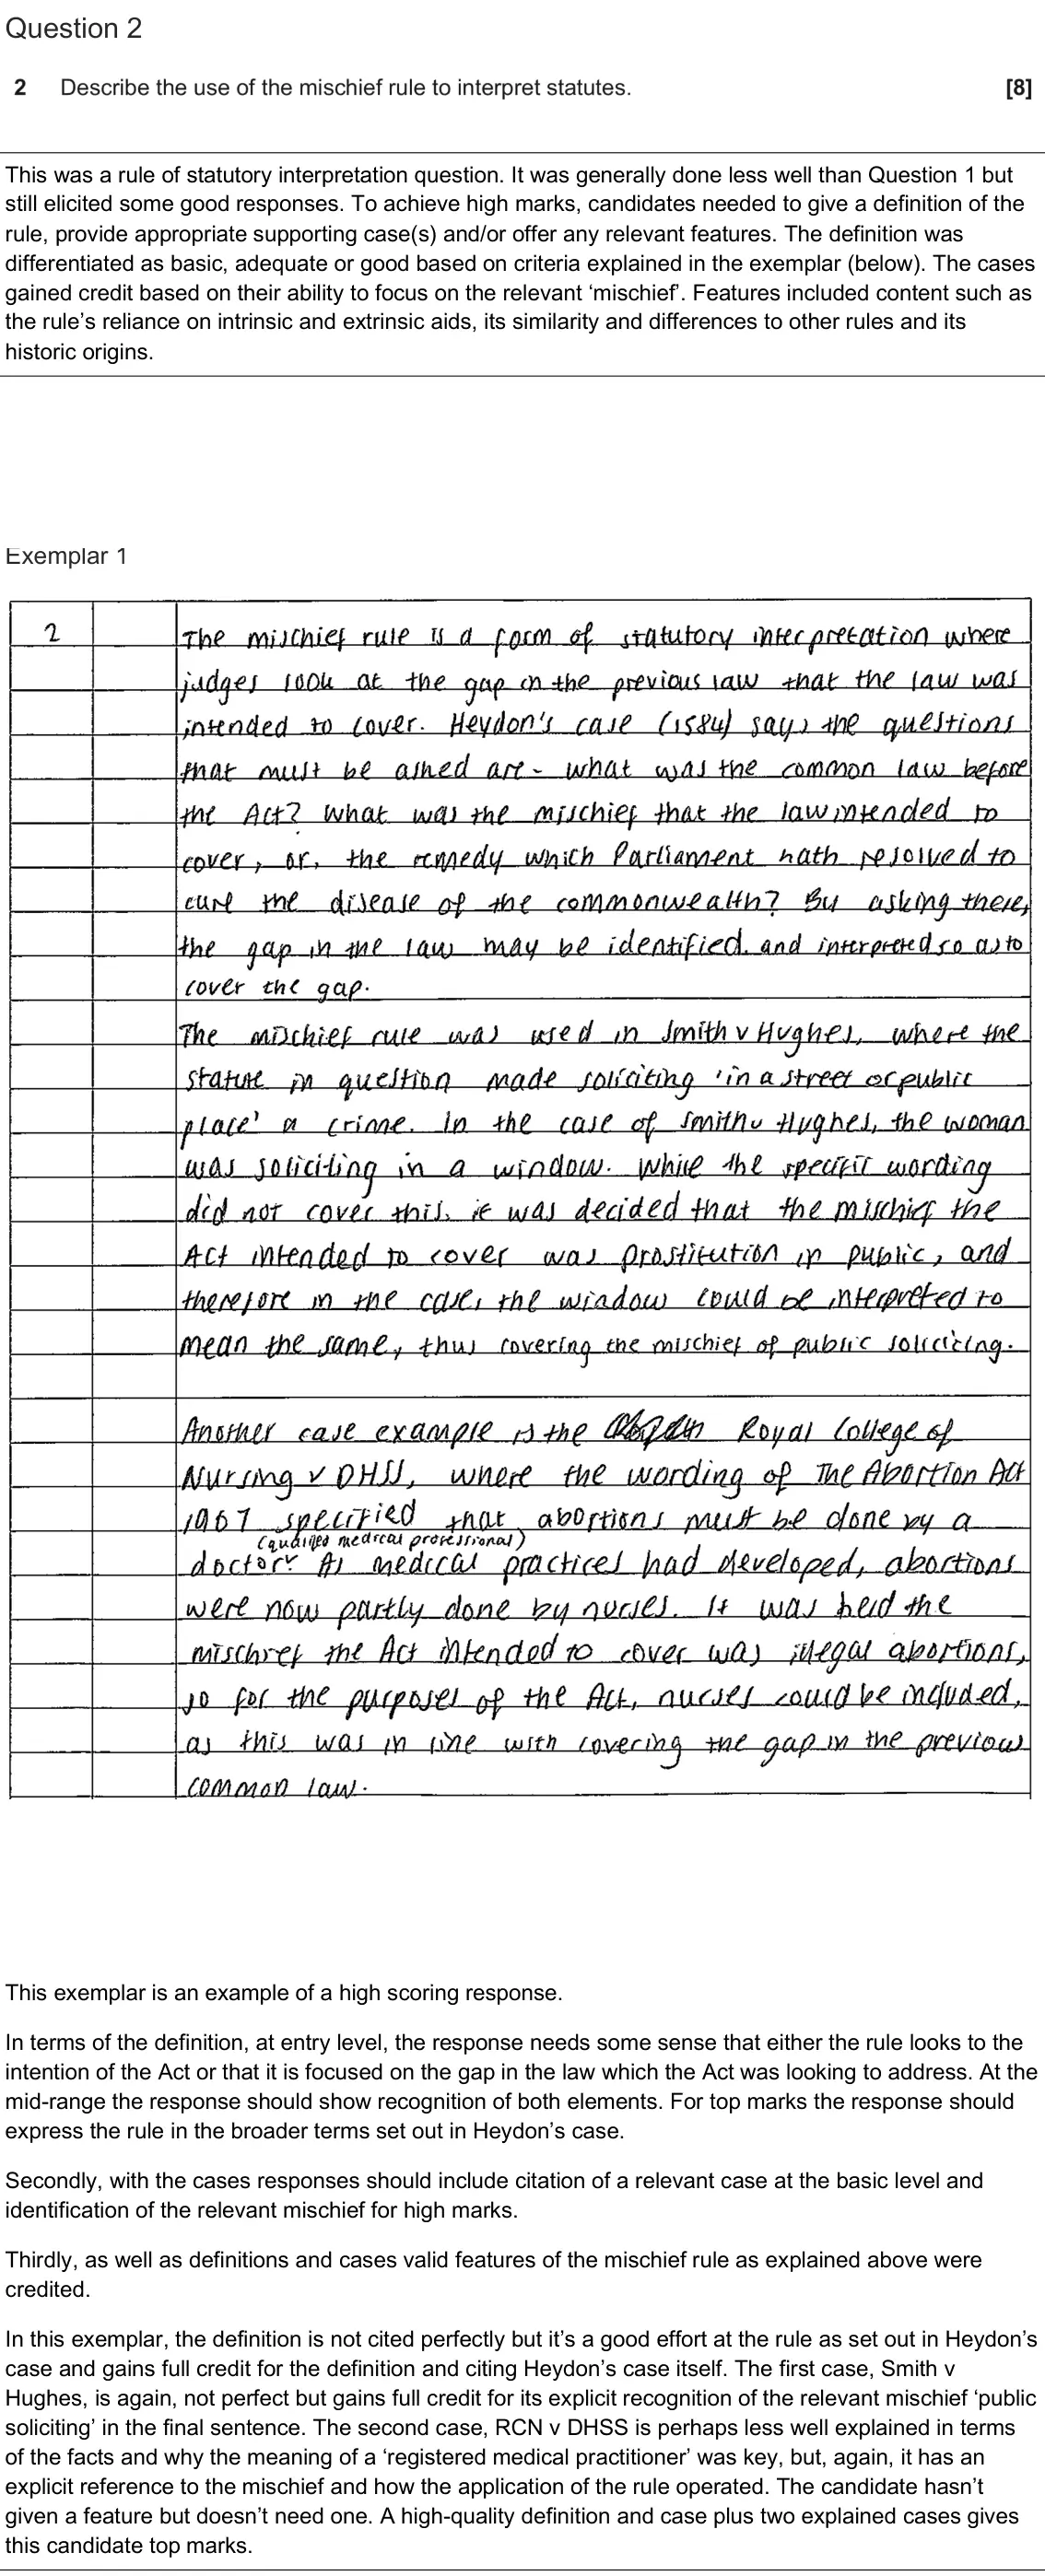 Question 2
2 Describe the use of the mischief rule to interpret statutes. [8]
This was a rule of statutory interpretation question. It was generally done less well than Question 1 but
still elicited some good responses. To achieve high marks, candidates needed to give a definition of the
rule, provide appropriate supporting case(s) and/or offer any relevant features. The definition was
differentiated as basic, adequate or good based on criteria explained in the exemplar (below). The cases
gained credit based on their ability to focus on the relevant ‘mischief’. Features included content such as
the rule’s reliance on intrinsic and extrinsic aids, its similarity and differences to other rules and its
historic origins.
Exemplar 1
2 The mischief rule is a form of statutory interpretation where
judges look at the gap in the previous law that the law was
intended to cover. Heydon's case (1584) says the questions
that must be asked are - what was the common law before
the Act? What was the mischief that the law intended to
cover, or, the remedy which Parliament hath resolved to
cure the disease of the commonwealth? By asking these,
the gap in the law may be identified. and interpreted so as to
cover the gap.
The mischief rule was used in Smith v Hughes, where the
statute in question made soliciting 'in a street or public
place' a crime. In the case of Smith v Hughes, the woman
was soliciting in a window. While the specific wording
did not cover this, it was decided that the mischief the
Act intended to cover was prostitution in public, and
therefore in the case, the window could be interpreted to
mean the same, thus covering the mischief of public soliciting.
Another case example is the Royal College of
Nursing v DHSS, where the wording of The Abortion Act
1967 specified that abortions must be done by a
(qualified medical professional)
doctor. As medical practices had developed, abortions
were now partly done by nurses. It was held the
mischief the Act intended to cover was illegal abortions,
so for the purposes of the Act, nurses could be included,
as this was in line with covering the gap in the previous
common law.
This exemplar is an example of a high scoring response.
In terms of the definition, at entry level, the response needs some sense that either the rule looks to the
intention of the Act or that it is focused on the gap in the law which the Act was looking to address. At the
mid-range the response should show recognition of both elements. For top marks the response should
express the rule in the broader terms set out in Heydon’s case.
Secondly, with the cases responses should include citation of a relevant case at the basic level and
identification of the relevant mischief for high marks.
Thirdly, as well as definitions and cases valid features of the mischief rule as explained above were
credited.
In this exemplar, the definition is not cited perfectly but it’s a good effort at the rule as set out in Heydon’s
case and gains full credit for the definition and citing Heydon’s case itself. The first case, Smith v
Hughes, is again, not perfect but gains full credit for its explicit recognition of the relevant mischief ‘public
soliciting’ in the final sentence. The second case, RCN v DHSS is perhaps less well explained in terms
of the facts and why the meaning of a ‘registered medical practitioner’ was key, but, again, it has an
explicit reference to the mischief and how the application of the rule operated. The candidate hasn’t
given a feature but doesn’t need one. A high-quality definition and case plus two explained cases gives
this candidate top marks.